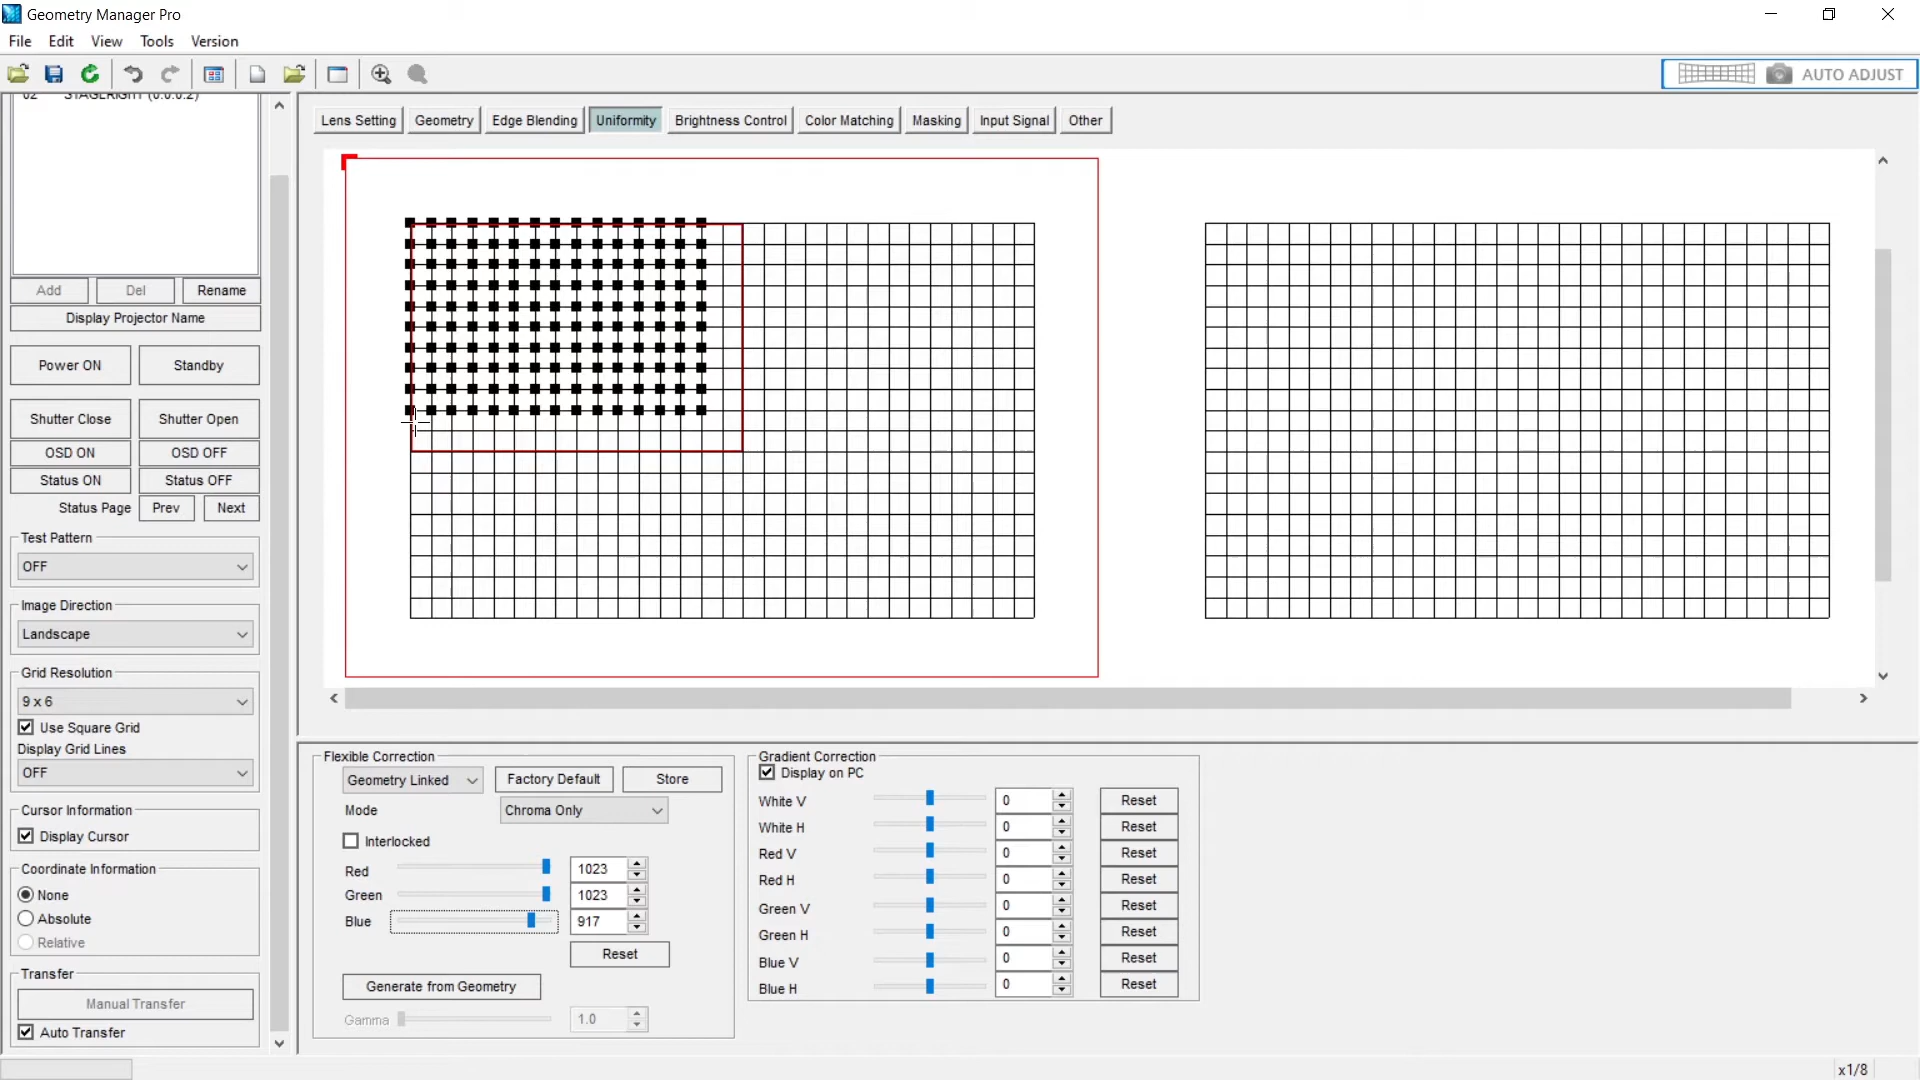 Geometry Manager Pro
File Edit View Tools Version
AUTO ADJUST
02 STAGERIGHT (0.0.0.2)
Lens Setting Geometry Edge Blending Uniformity Brightness Control Color Matching Masking Input Signal Other
Add Del Rename
Display Projector Name
Power ON Standby
Shutter Close Shutter Open
OSD ON OSD OFF
Status ON Status OFF
Status Page Prev Next
Test Pattern
OFF
Image Direction
Landscape
Grid Resolution
9 x 6
Use Square Grid
Display Grid Lines
OFF
Cursor Information
Display Cursor
Coordinate Information
None
Absolute
Relative
Transfer
Manual Transfer
Auto Transfer
Flexible Correction
Geometry Linked Factory Default Store
Mode Chroma Only
Interlocked
Red 1023
Green 1023
Blue 917
Reset
Generate from Geometry
Gamma 1.0
Gradient Correction
Display on PC
White V 0 Reset
White H 0 Reset
Red V 0 Reset
Red H 0 Reset
Green V 0 Reset
Green H 0 Reset
Blue V 0 Reset
Blue H 0 Reset
x1/8